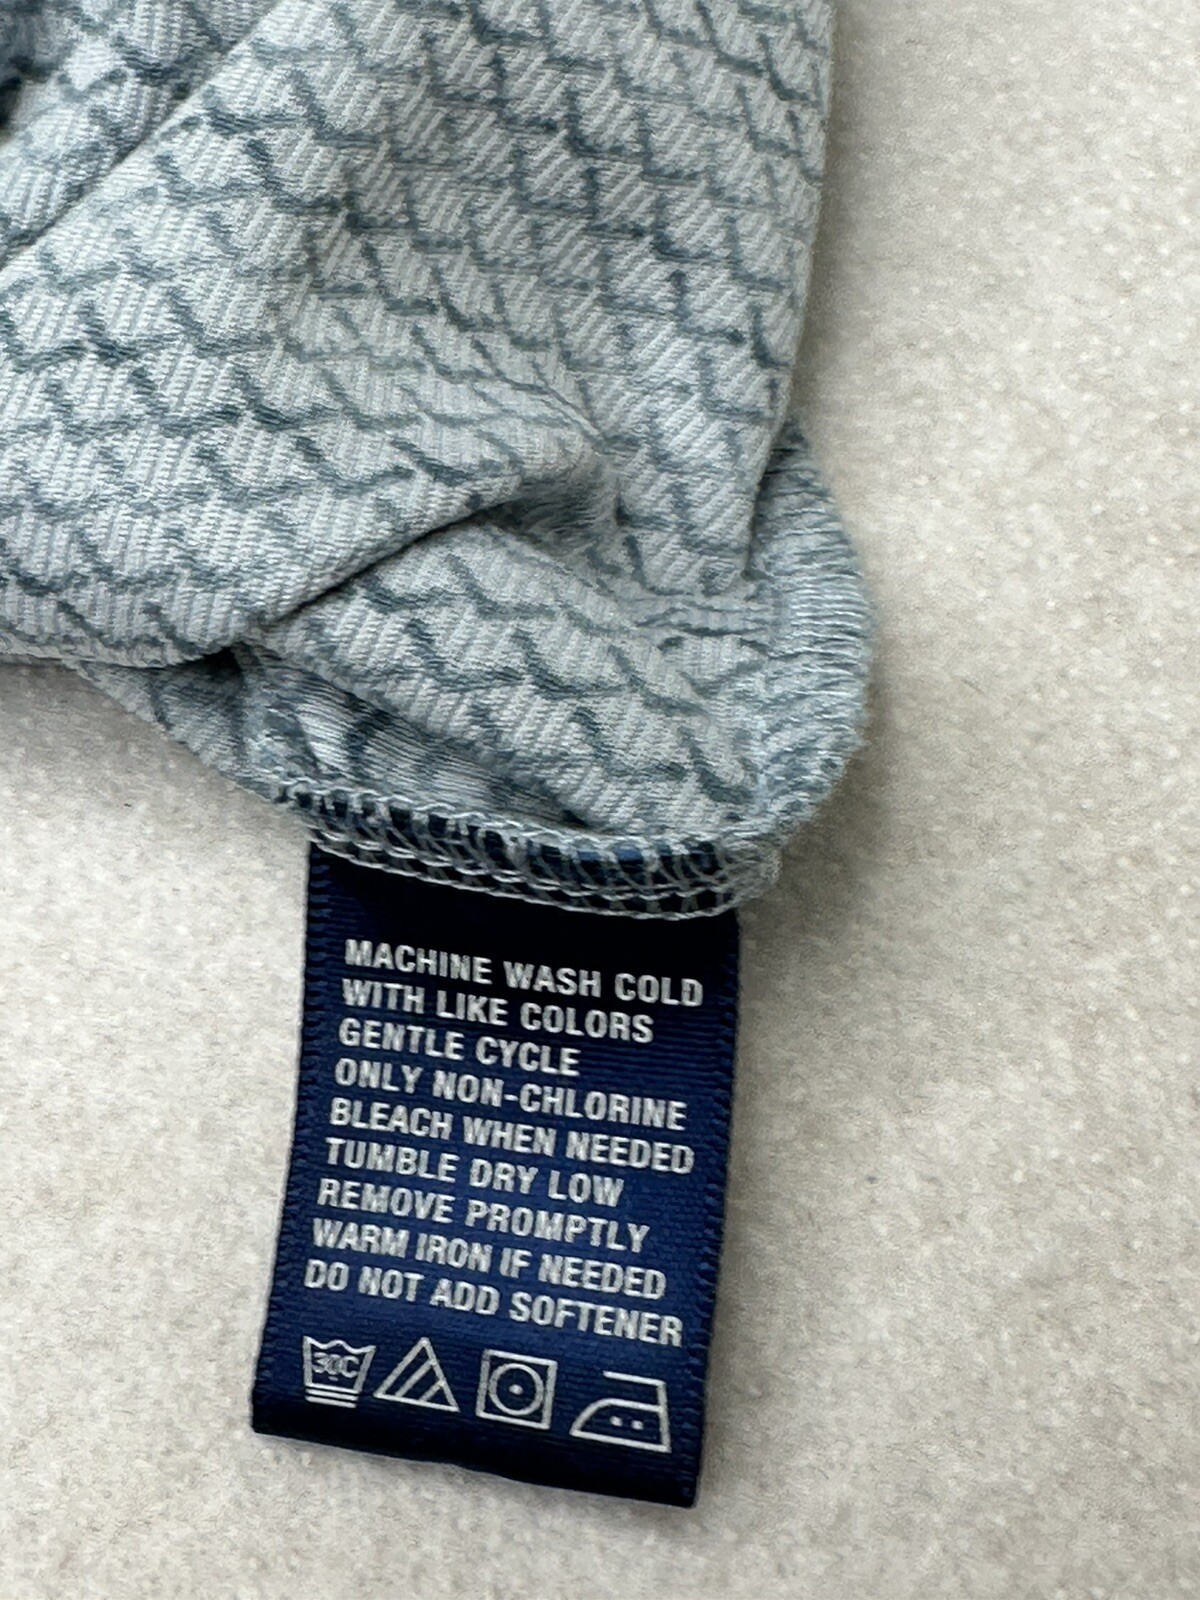 MACHINE WASH COLD
WITH LIKE COLORS
GENTLE CYCLE
ONLY NON-CHLORINE
BLEACH WHEN NEEDED
TUMBLE DRY LOW
REMOVE PROMPTLY
WARM IRON IF NEEDED
DO NOT ADD SOFTENER
30C